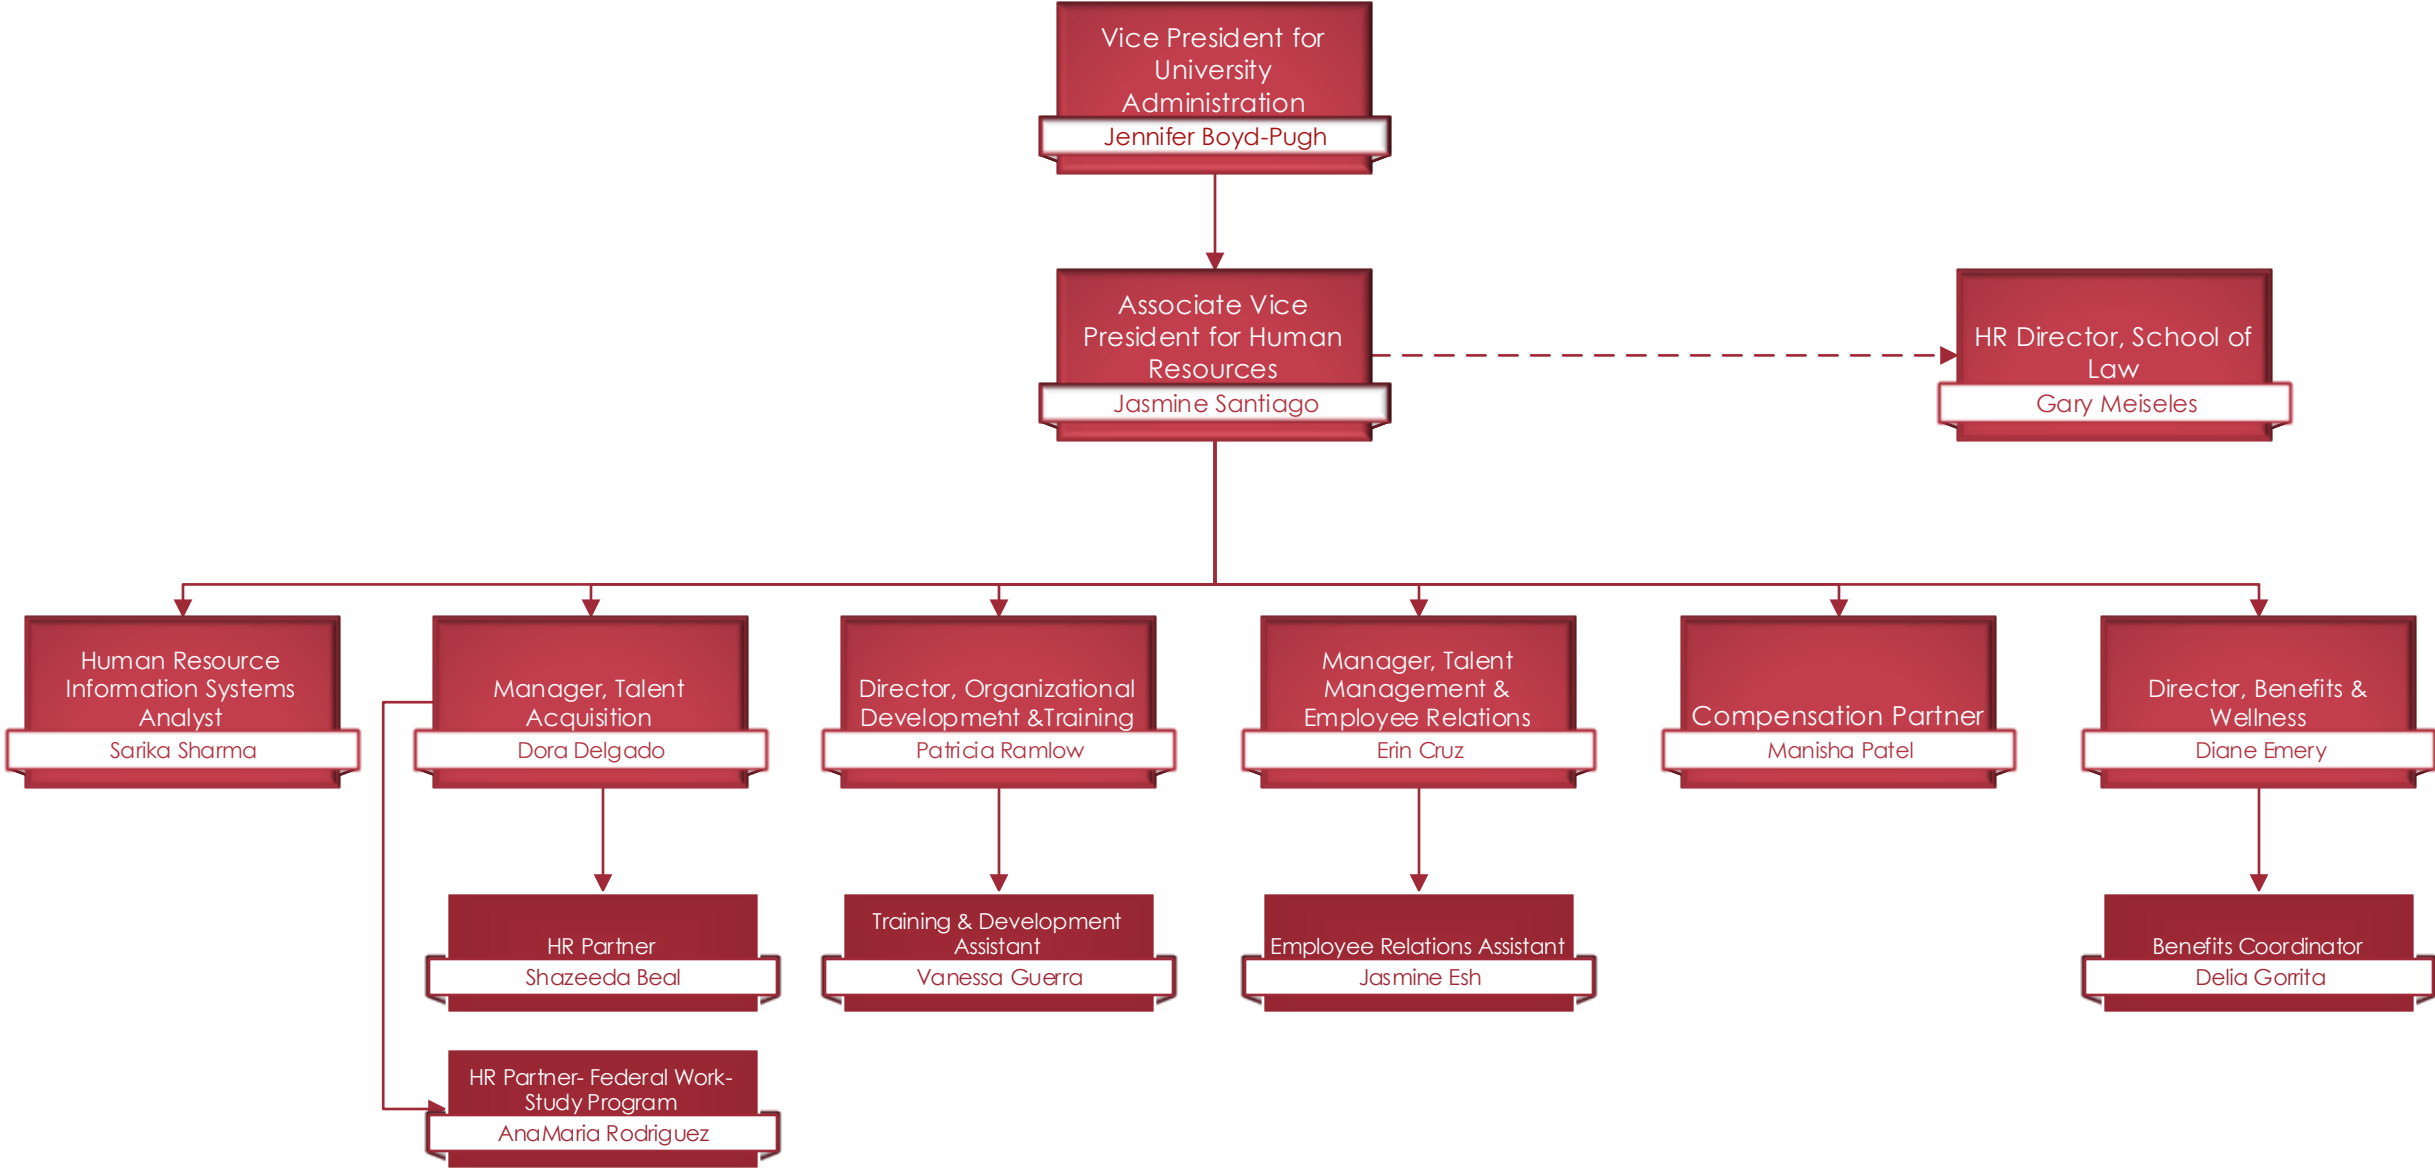 Vice President for
University
Administration
Jennifer Boyd-Pugh
Associate Vice
President for Human
Resources
Jasmine Santiago
HR Director, School of
Law
Gary Meiseles
Human Resource
Information Systems
Analyst
Sarika Sharma
Manager, Talent
Acquisition
Dora Delgado
Director, Organizational
Development &Training
Patricia Ramlow
Manager, Talent
Management &
Employee Relations
Erin Cruz
Compensation Partner
Manisha Patel
Director, Benefits &
Wellness
Diane Emery
HR Partner
Shazeeda Beal
Training & Development
Assistant
Vanessa Guerra
Employee Relations Assistant
Jasmine Esh
Benefits Coordinator
Delia Gorrita
HR Partner- Federal Work-
Study Program
AnaMaria Rodriguez